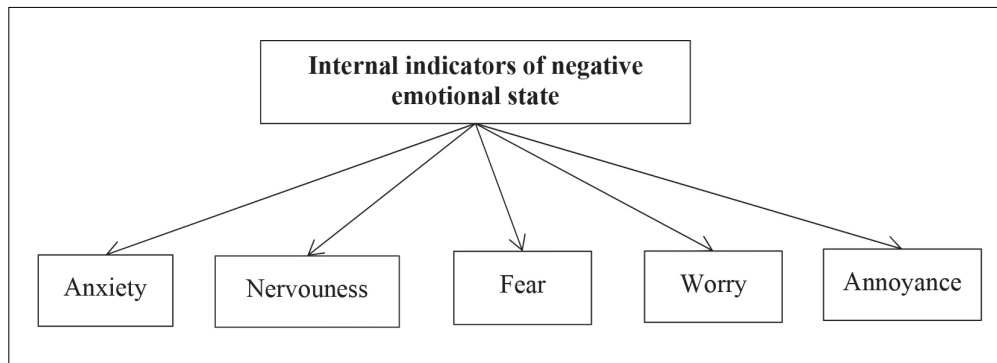 Internal indicators of negative
emotional state
Anxiety
Nervouness
Fear
Worry
Annoyance